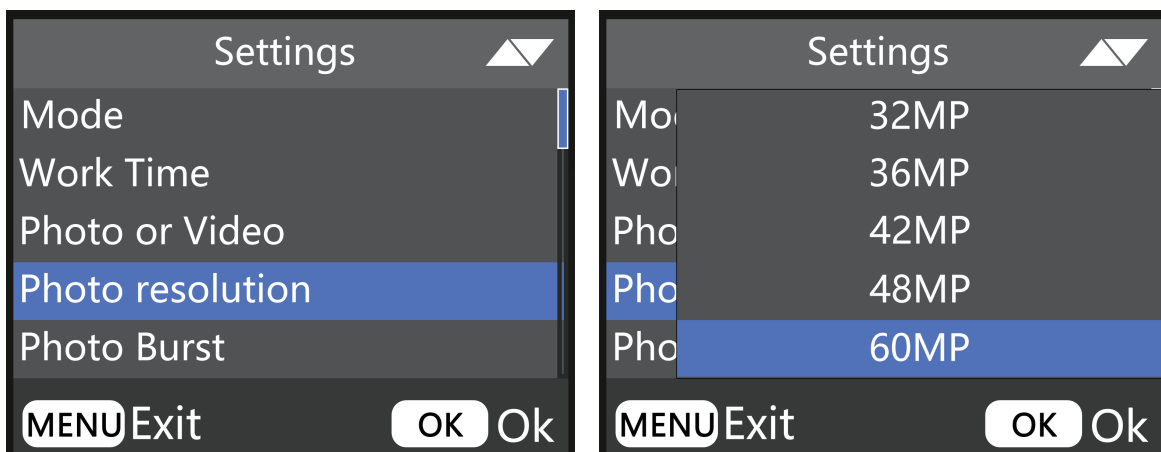 Settings
Mode
Work Time
Photo or Video
Photo resolution
Photo Burst
MENU Exit OK Ok
Settings
Mo 32MP
Wo 36MP
Pho 42MP
Pho 48MP
Pho 60MP
MENU Exit OK Ok